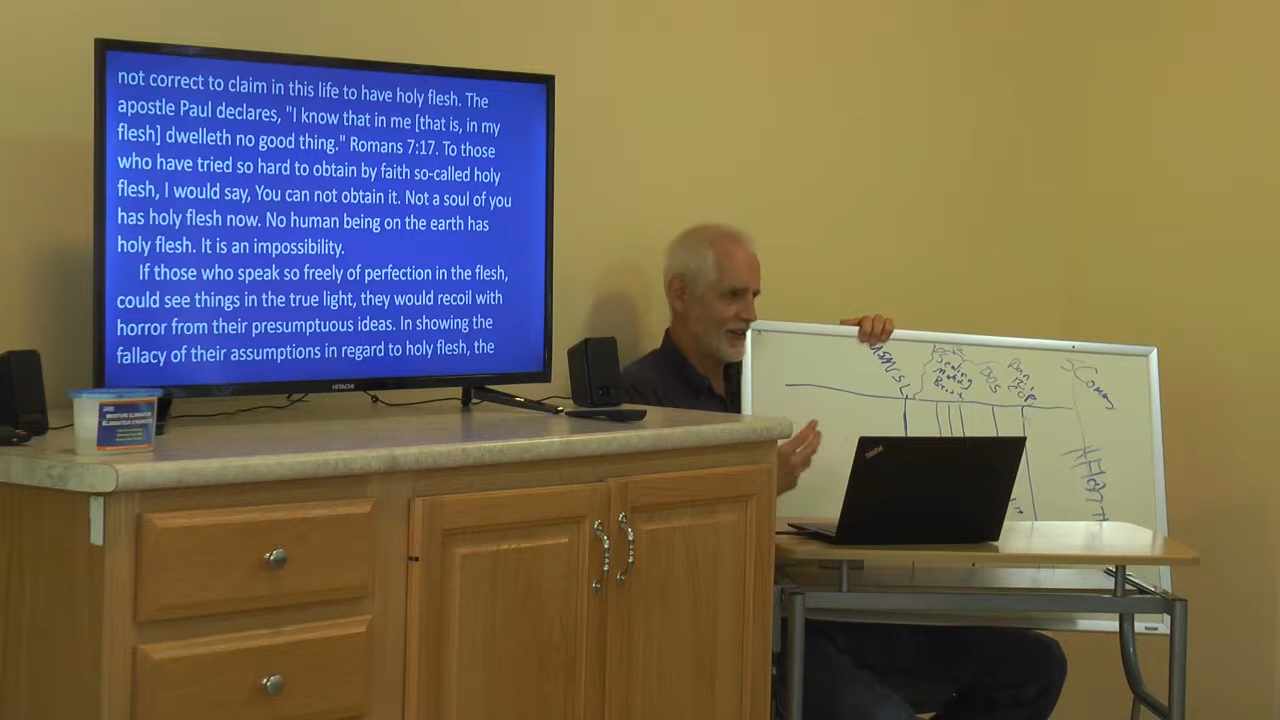 not correct to claim in this life to have holy flesh. The
apostle Paul declares, "I know that in me [that is, in my
flesh] dwelleth no good thing." Romans 7:17. To those
who have tried so hard to obtain by faith so-called holy
flesh, I would say, You can not obtain it. Not a soul of you
has holy flesh now. No human being on the earth has
holy flesh. It is an impossibility.
If those who speak so freely of perfection in the flesh,
could see things in the true light, they would recoil with
horror from their presumptuous ideas. In showing the
fallacy of their assumptions in regard to holy flesh, the
HITACHI
MOISTURE ELIMINATOR
Sealing